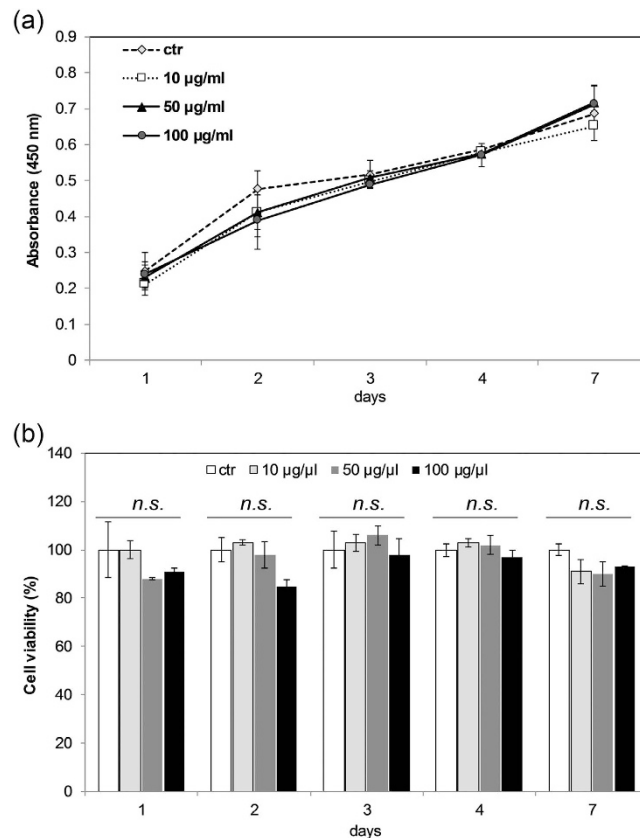 (a)
0.9
0.8
0.7
0.6
0.5
0.4
0.3
0.2
0.1
0
Absorbance (450 nm)
ctr
10 µg/ml
50 µg/ml
100 µg/ml
1 2 3 4 7
days
(b)
140
120
100
80
60
40
20
0
Cell viability (%)
ctr 10 µg/µl 50 µg/µl 100 µg/µl
n.s. n.s. n.s. n.s. n.s.
1 2 3 4 7
days